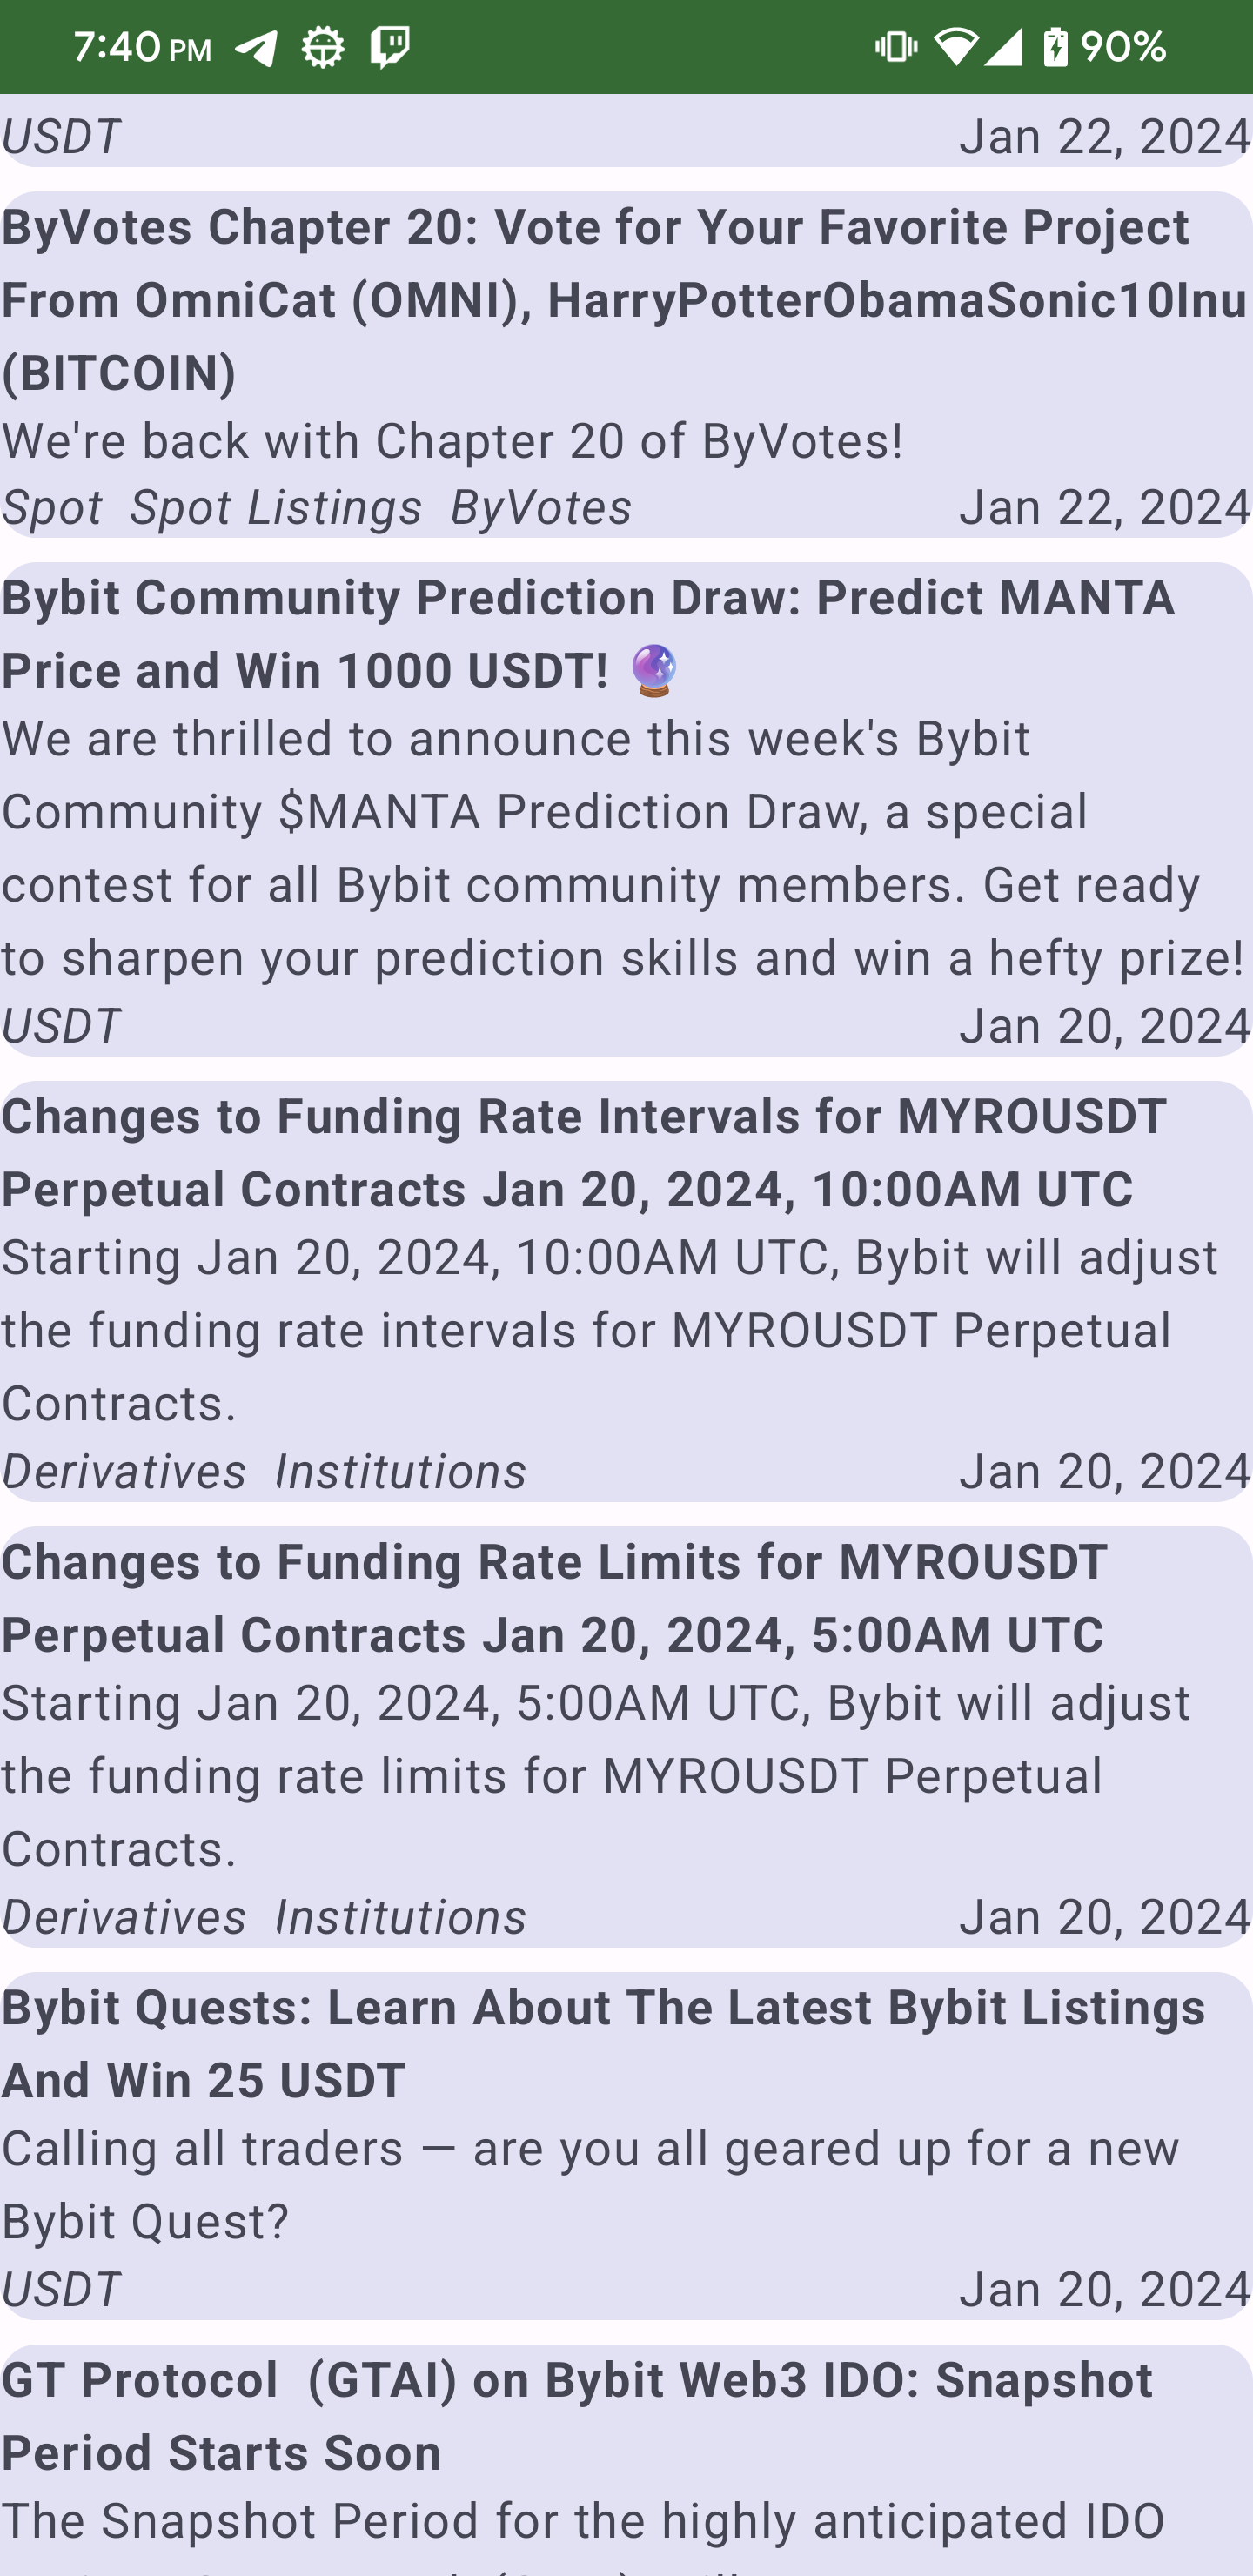 7:40 PM 90%
USDT Jan 22, 2024
ByVotes Chapter 20: Vote for Your Favorite Project
From OmniCat (OMNI), HarryPotterObamaSonic10Inu
(BITCOIN)
We're back with Chapter 20 of ByVotes!
Spot Spot Listings ByVotes Jan 22, 2024
Bybit Community Prediction Draw: Predict MANTA
Price and Win 1000 USDT! 🔮
We are thrilled to announce this week's Bybit
Community $MANTA Prediction Draw, a special
contest for all Bybit community members. Get ready
to sharpen your prediction skills and win a hefty prize!
USDT Jan 20, 2024
Changes to Funding Rate Intervals for MYROUSDT
Perpetual Contracts Jan 20, 2024, 10:00AM UTC
Starting Jan 20, 2024, 10:00AM UTC, Bybit will adjust
the funding rate intervals for MYROUSDT Perpetual
Contracts.
Derivatives Institutions Jan 20, 2024
Changes to Funding Rate Limits for MYROUSDT
Perpetual Contracts Jan 20, 2024, 5:00AM UTC
Starting Jan 20, 2024, 5:00AM UTC, Bybit will adjust
the funding rate limits for MYROUSDT Perpetual
Contracts.
Derivatives Institutions Jan 20, 2024
Bybit Quests: Learn About The Latest Bybit Listings
And Win 25 USDT
Calling all traders — are you all geared up for a new
Bybit Quest?
USDT Jan 20, 2024
GT Protocol (GTAI) on Bybit Web3 IDO: Snapshot
Period Starts Soon
The Snapshot Period for the highly anticipated IDO